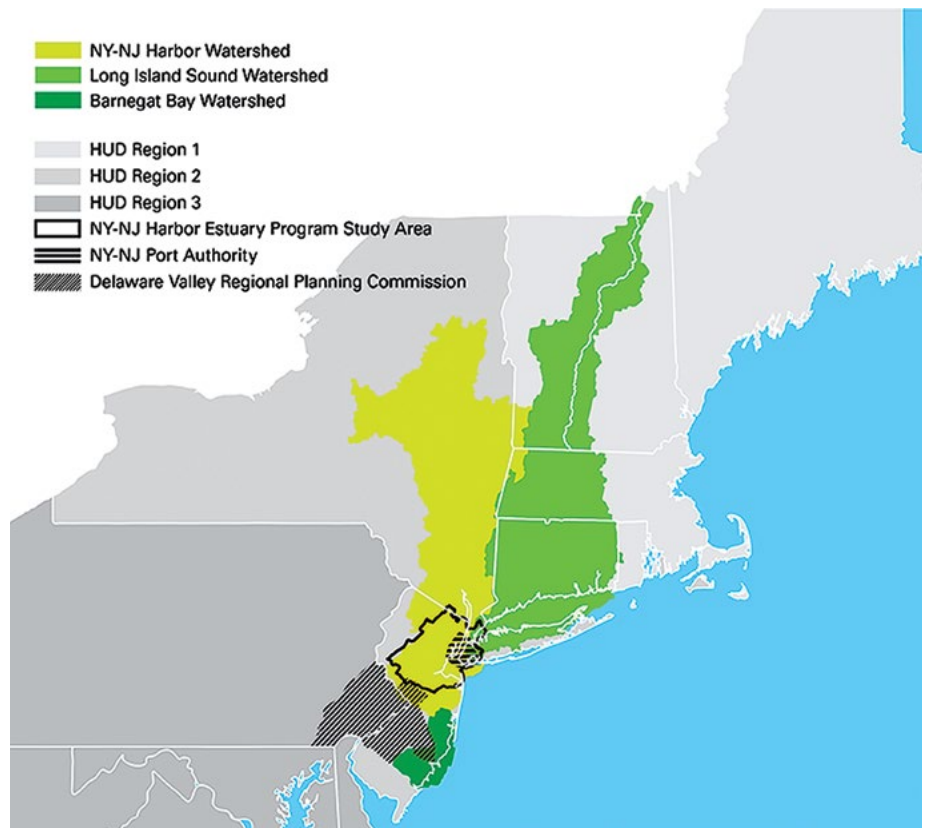 NY-NJ Harbor Watershed
Long Island Sound Watershed
Barnegat Bay Watershed
HUD Region 1
HUD Region 2
HUD Region 3
NY-NJ Harbor Estuary Program Study Area
NY-NJ Port Authority
Delaware Valley Regional Planning Commission